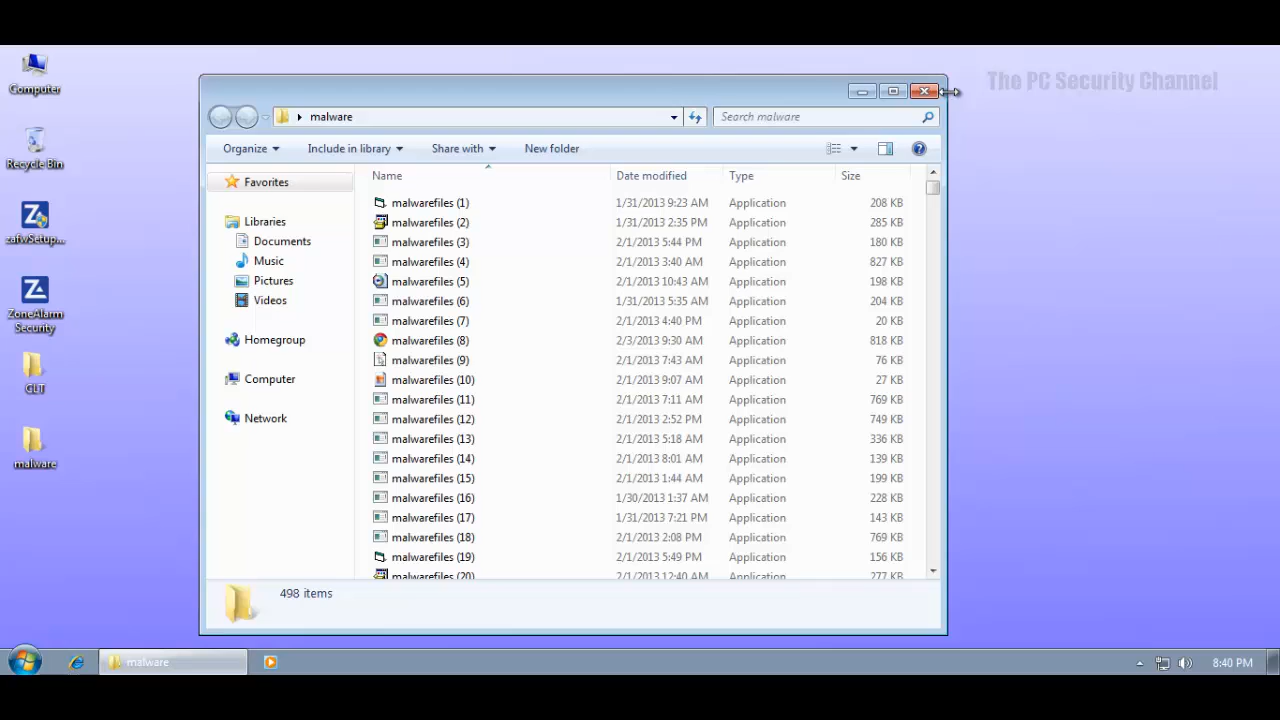 The PC Security Channel
Computer
Recycle Bin
zafwSetup...
ZoneAlarm
Security
CLT
malware
malware
Search malware
Organize Include in library Share with New folder
Name Date modified Type Size
Favorites
Libraries
Documents
Music
Pictures
Videos
Homegroup
Computer
Network
malwarefiles (1) 1/31/2013 9:23 AM Application 208 KB
malwarefiles (2) 1/31/2013 2:35 PM Application 285 KB
malwarefiles (3) 2/1/2013 5:44 PM Application 180 KB
malwarefiles (4) 2/1/2013 3:40 AM Application 827 KB
malwarefiles (5) 2/1/2013 10:43 AM Application 198 KB
malwarefiles (6) 1/31/2013 5:35 AM Application 204 KB
malwarefiles (7) 2/1/2013 4:40 PM Application 20 KB
malwarefiles (8) 2/3/2013 9:30 AM Application 818 KB
malwarefiles (9) 2/1/2013 7:43 AM Application 76 KB
malwarefiles (10) 2/1/2013 9:07 AM Application 27 KB
malwarefiles (11) 2/1/2013 7:11 AM Application 769 KB
malwarefiles (12) 2/1/2013 2:52 PM Application 749 KB
malwarefiles (13) 2/1/2013 5:18 AM Application 336 KB
malwarefiles (14) 2/1/2013 8:01 AM Application 139 KB
malwarefiles (15) 2/1/2013 1:44 AM Application 199 KB
malwarefiles (16) 1/30/2013 1:37 AM Application 228 KB
malwarefiles (17) 1/31/2013 7:21 PM Application 143 KB
malwarefiles (18) 2/1/2013 2:08 PM Application 769 KB
malwarefiles (19) 2/1/2013 5:49 PM Application 156 KB
malwarefiles (20) 2/1/2013 12:40 AM Application 277 KB
498 items
malware
8:40 PM